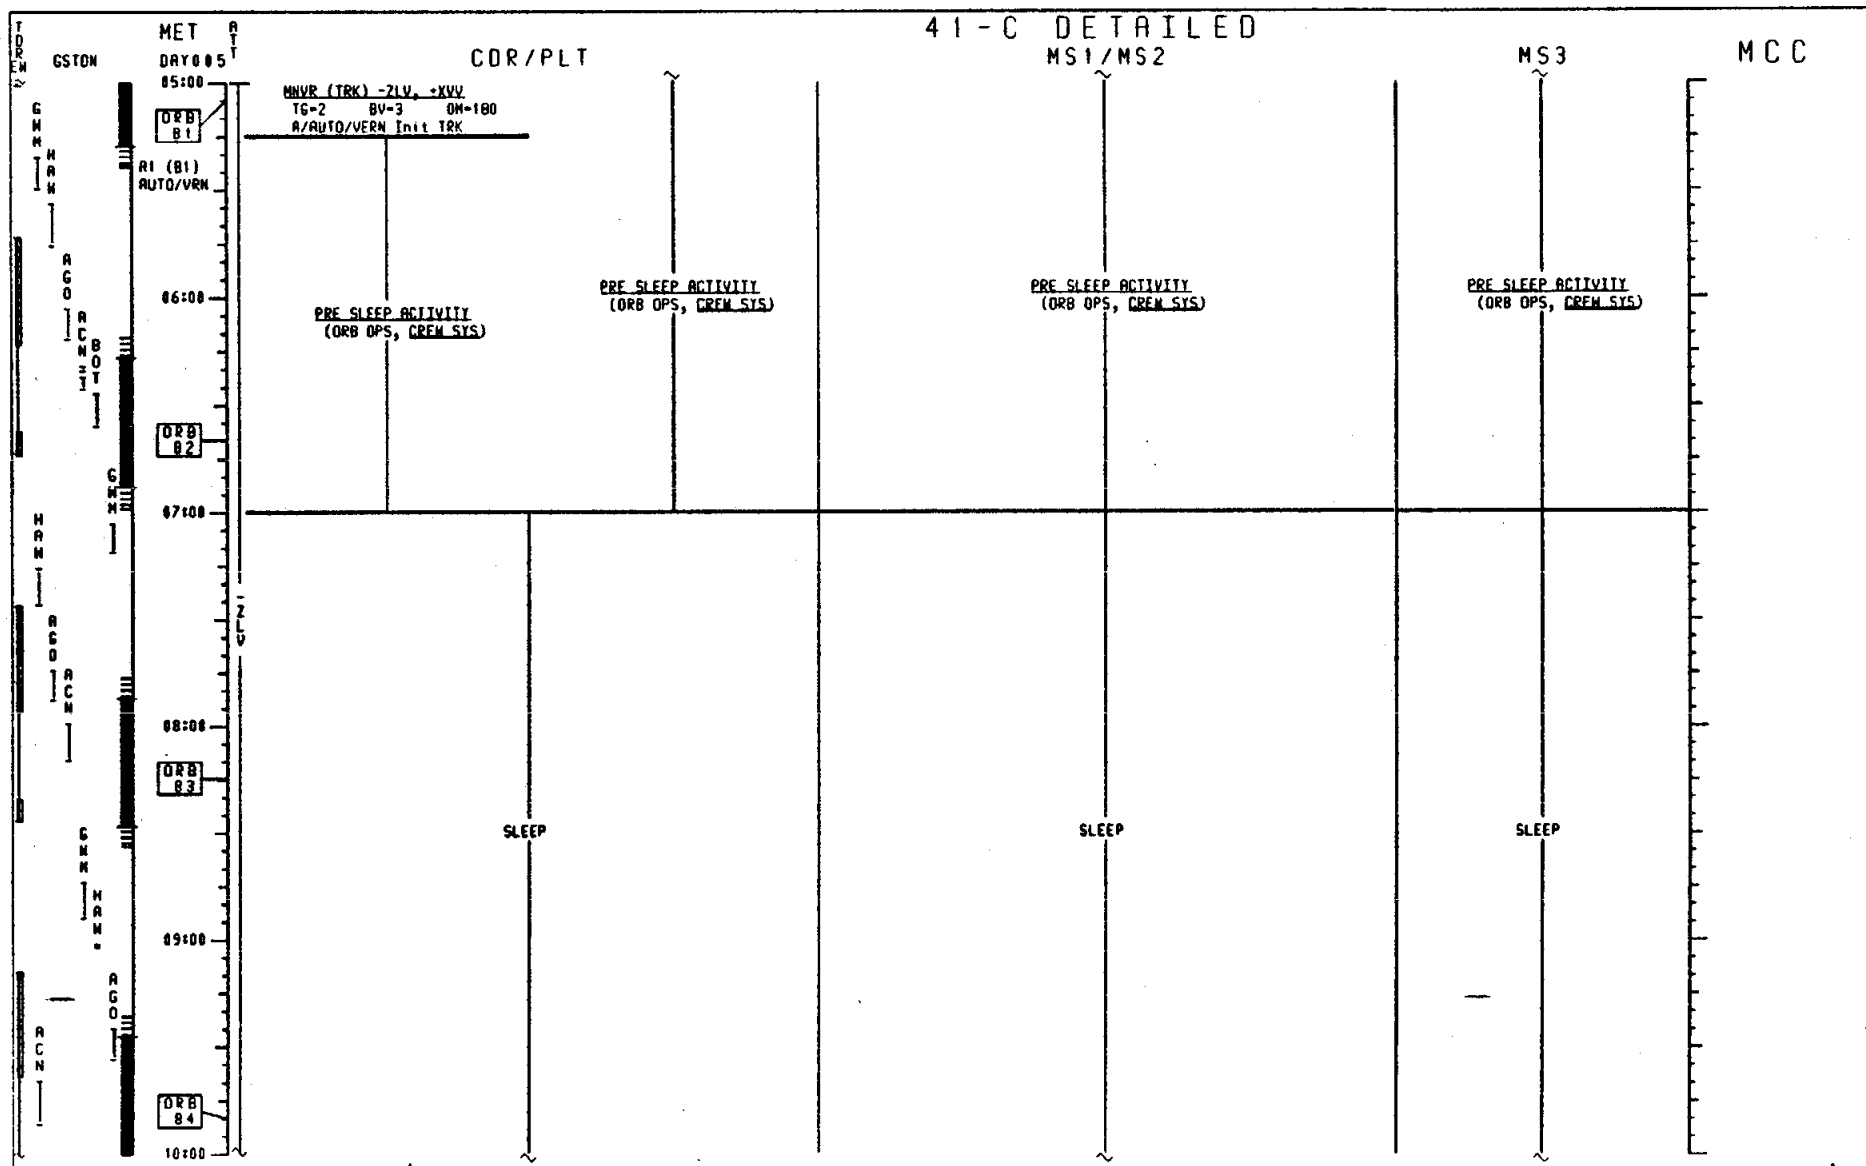 41-C DETAILED
TDREW
GSTDN
MET
DAY005
ATT
CDR/PLT
MS1/MS2
MS3
MCC
05:00
MNVR (TRK) -ZLV, +XVV
TG=2 BV=3 OM=180
A/AUTO/VERN Init TRK
ORB
81
GWM
HAW
A1 (B1)
AUTO/VRN
AGO
ACN
BOT
06:00
PRE SLEEP ACTIVITY
(ORB OPS, CREW SYS)
PRE SLEEP ACTIVITY
(ORB OPS, CREW SYS)
PRE SLEEP ACTIVITY
(ORB OPS, CREW SYS)
PRE SLEEP ACTIVITY
(ORB OPS, CREW SYS)
ORB
82
GWM
07:00
HAW
-ZLV
AGO
ACN
08:00
ORB
83
SLEEP
SLEEP
SLEEP
GWM
HAW
09:00
AGO
ACN
ORB
84
10:00